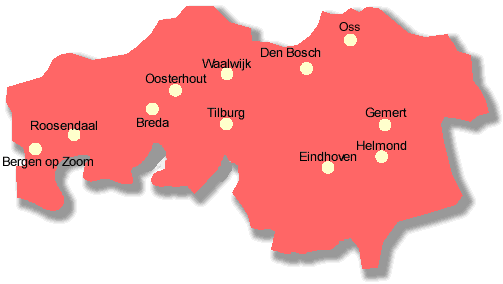 Oss
Den Bosch
Waalwijk
Oosterhout
Tilburg
Gemert
Breda
Roosendaal
Helmond
Eindhoven
Bergen op Zoom